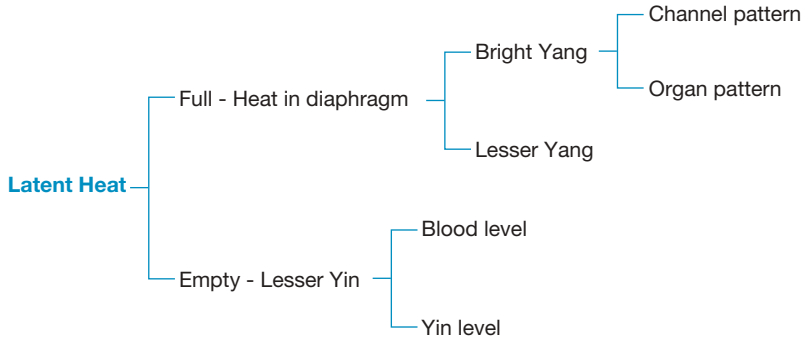 Channel pattern
Bright Yang
Organ pattern
Full - Heat in diaphragm
Lesser Yang
Latent Heat
Blood level
Empty - Lesser Yin
Yin level